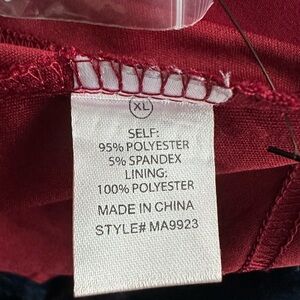 XL
SELF:
95% POLYESTER
5% SPANDEX
LINING:
100% POLYESTER
MADE IN CHINA
STYLE# MA9923